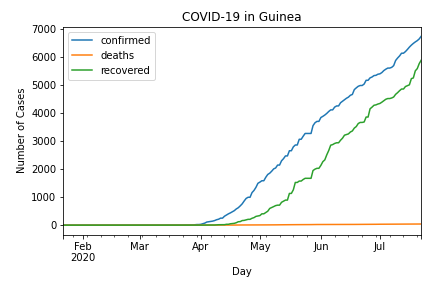 COVID-19 in Guinea
confirmed
deaths
recovered
Number of Cases
7000
6000
5000
4000
3000
2000
1000
0
Feb
2020
Mar
Apr
May
Jun
Jul
Day